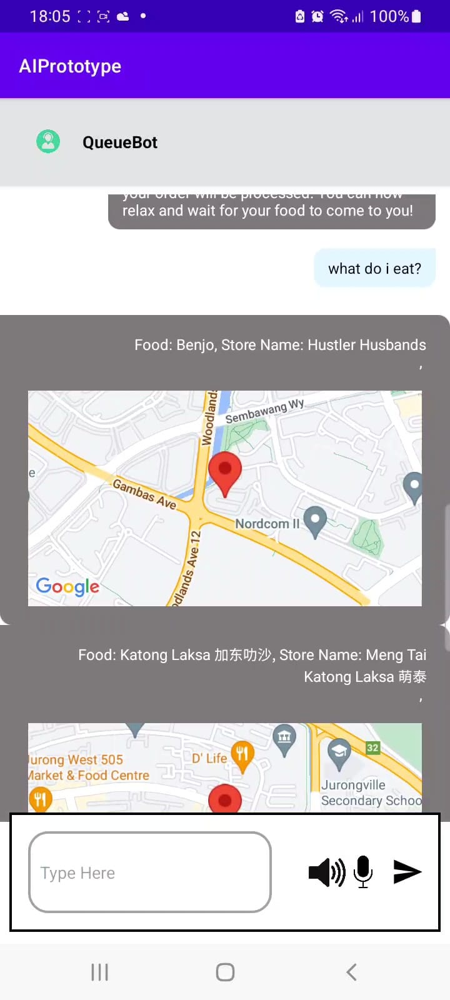 18:05
100%
AIPrototype
QueueBot
your order will be processed. You can now
relax and wait for your food to come to you!
what do i eat?
Food: Benjo, Store Name: Hustler Husbands
,
Woodlands
Sembawang Wy
e
Gambas Ave
Nordcom II
dlands Ave 12
Google
Food: Katong Laksa 加东叻沙, Store Name: Meng Tai
Katong Laksa 萌泰
,
Jurong West 505
Market & Food Centre
D' Life
32
Jurongville
Secondary Schoo
Type Here